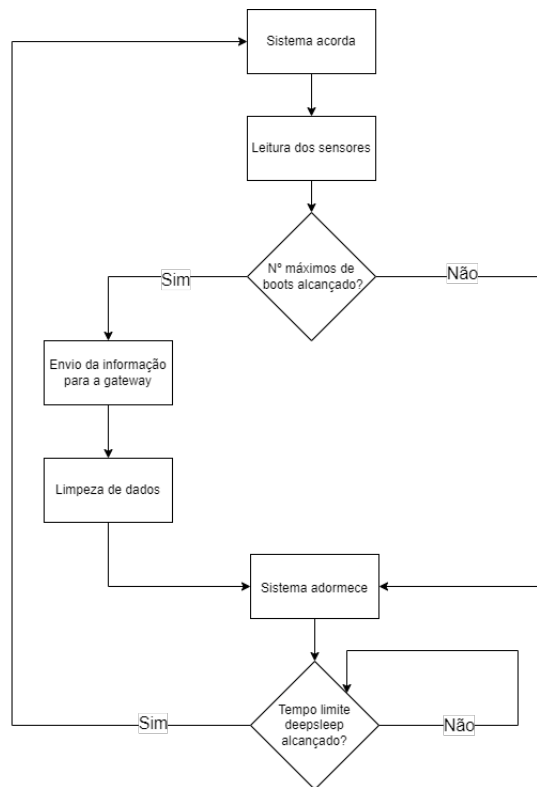 Sistema acorda
Leitura dos sensores
Nº máximos de
boots alcançado?
Sim
Não
Envio da informação
para a gateway
Limpeza de dados
Sistema adormece
Tempo limite
deepsleep
alcançado?
Sim
Não